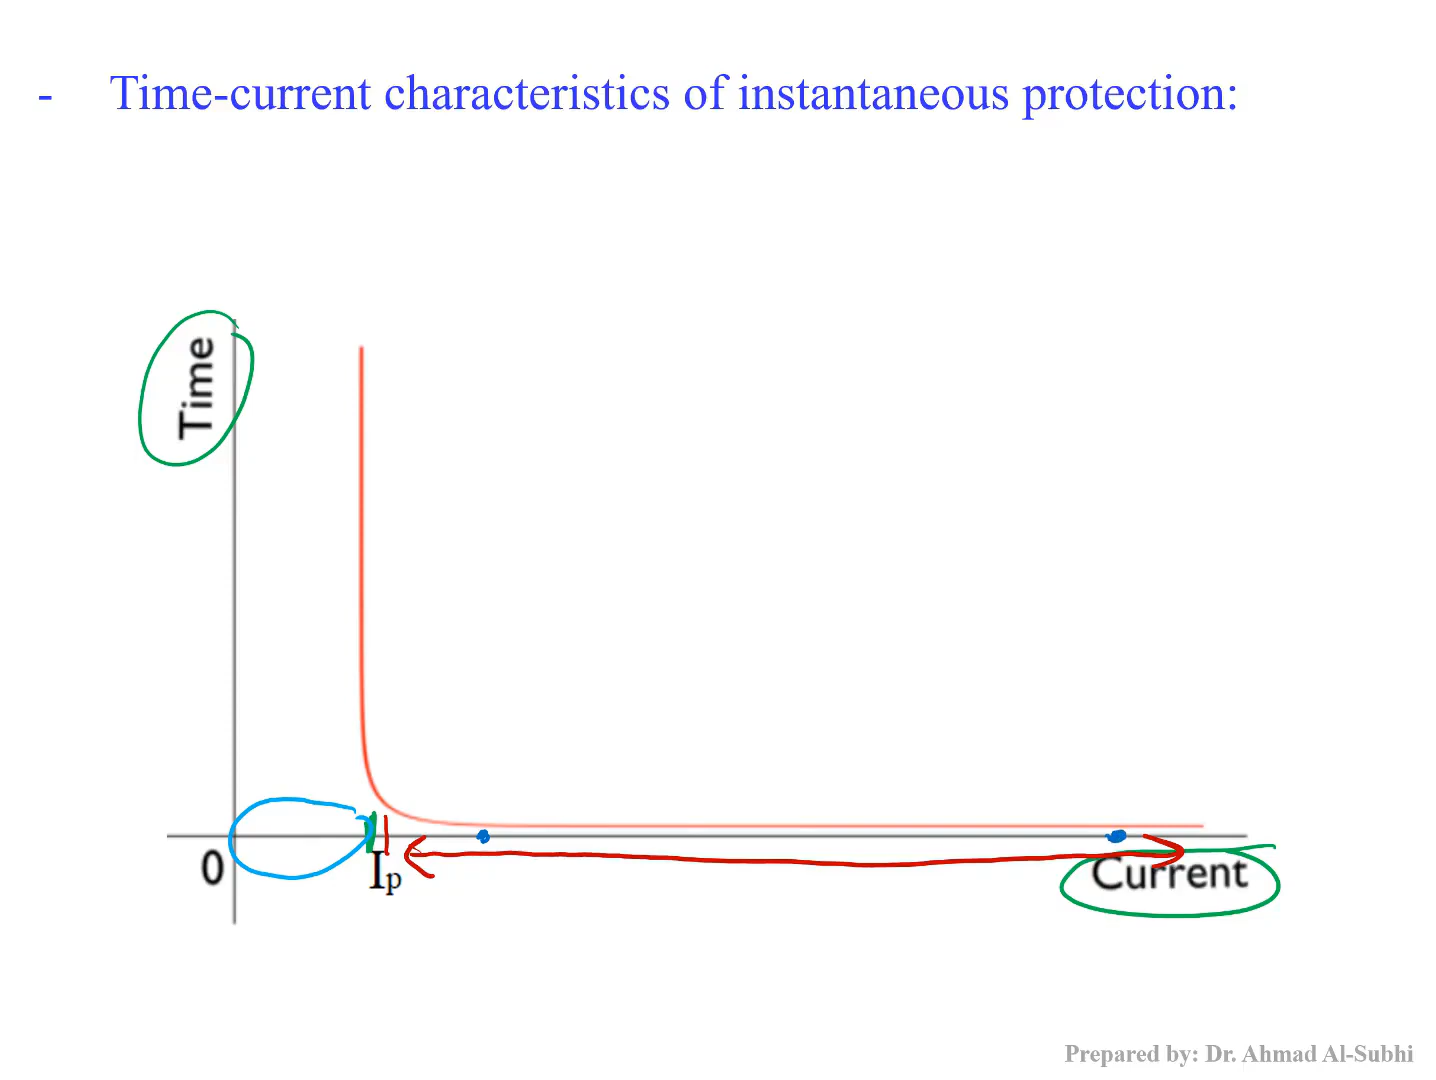 - Time-current characteristics of instantaneous protection:
Time
0
Ip
Current
Prepared by: Dr. Ahmad Al-Subhi